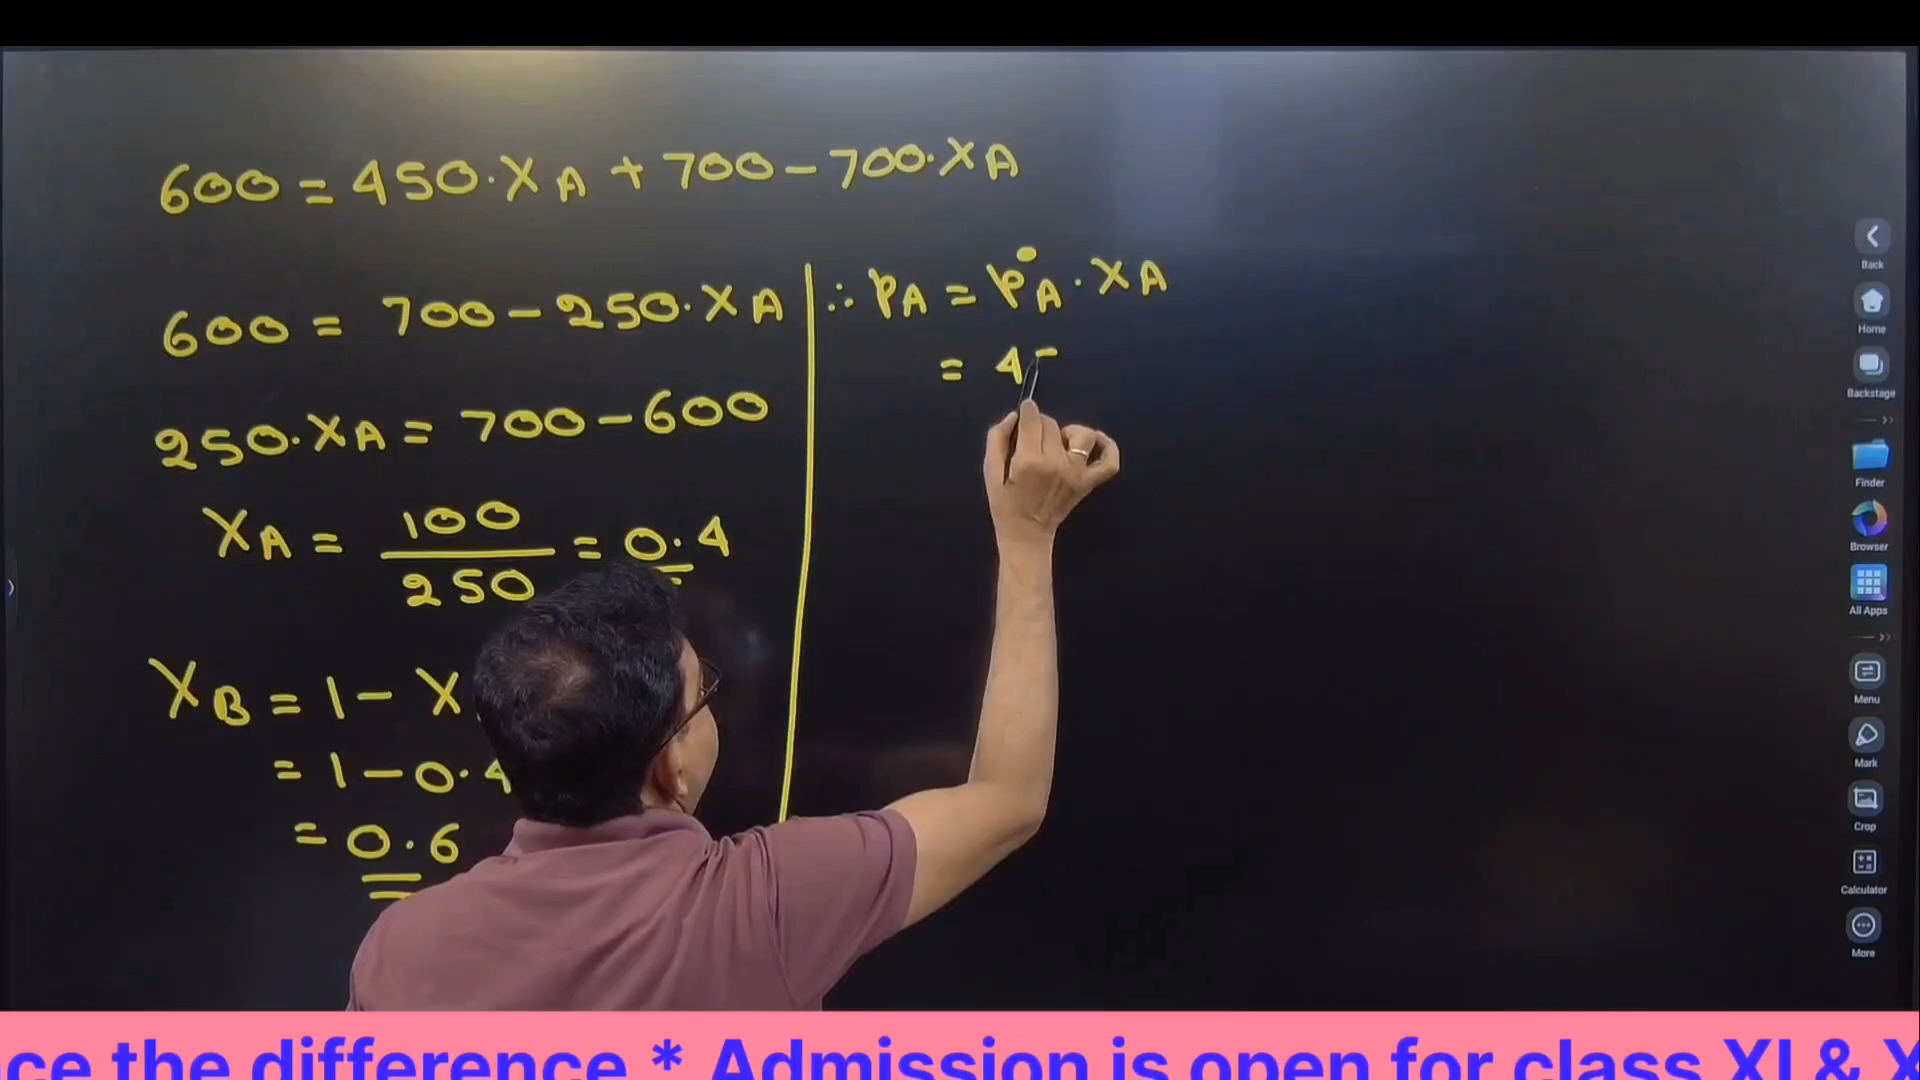 600 = 450·XA + 700 - 700·XA
600 = 700 - 250·XA
250·XA = 700 - 600
XA = 100/250 = 0.4
XB = 1 - X
= 1 - 0.4
= 0.6
∴ pA = p°A · XA
= 4
Back
Home
Backstage
Finder
Browser
All Apps
Menu
Mark
Crop
Calculator
More
the difference * Admission is open for class XI &